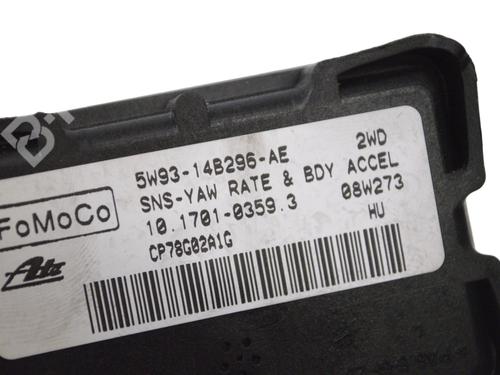 5W93-14B296-AE 2WD
SNS-YAW RATE & BDY ACCEL
10.1701-0359.3 08W273
CP78G02A1G HU
FoMoCo
Ate